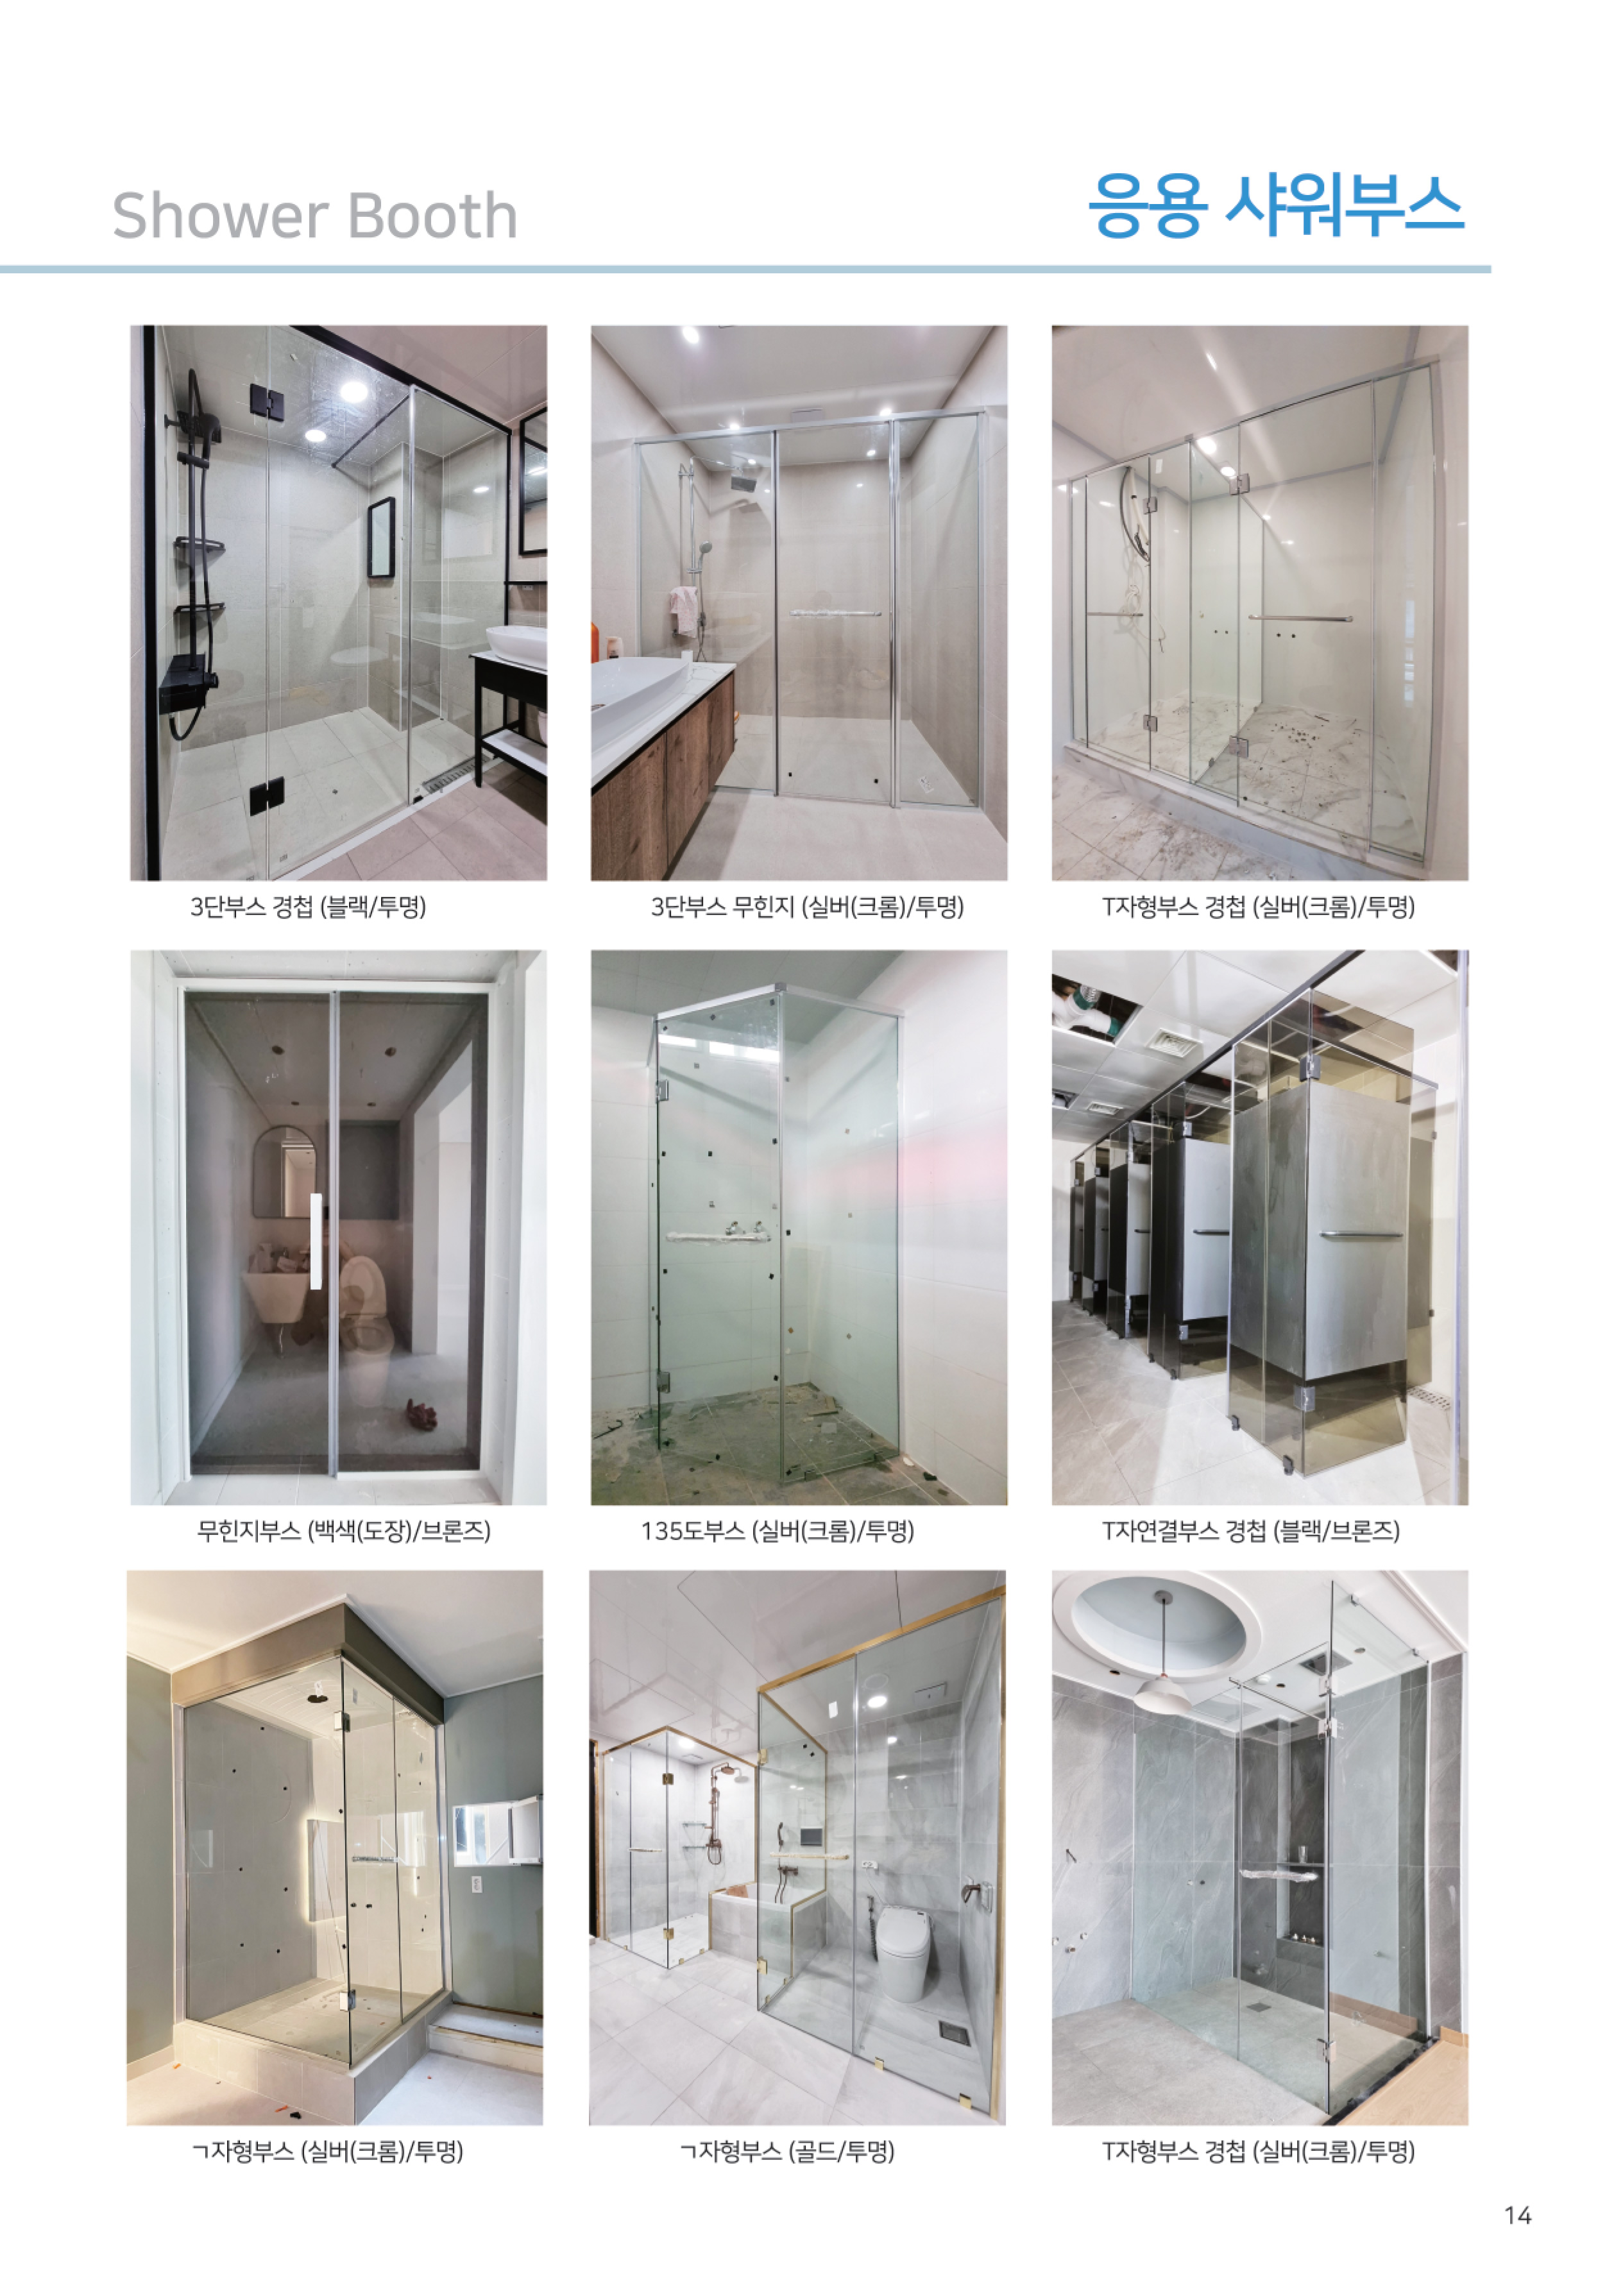 Shower Booth
응용 샤워부스
3단부스 경첩 (블랙/투명)
3단부스 무힌지 (실버(크롬)/투명)
T자형부스 경첩 (실버(크롬)/투명)
무힌지부스 (백색(도장)/브론즈)
135도부스 (실버(크롬)/투명)
T자연결부스 경첩 (블랙/브론즈)
ㄱ자형부스 (실버(크롬)/투명)
ㄱ자형부스 (골드/투명)
T자형부스 경첩 (실버(크롬)/투명)
14